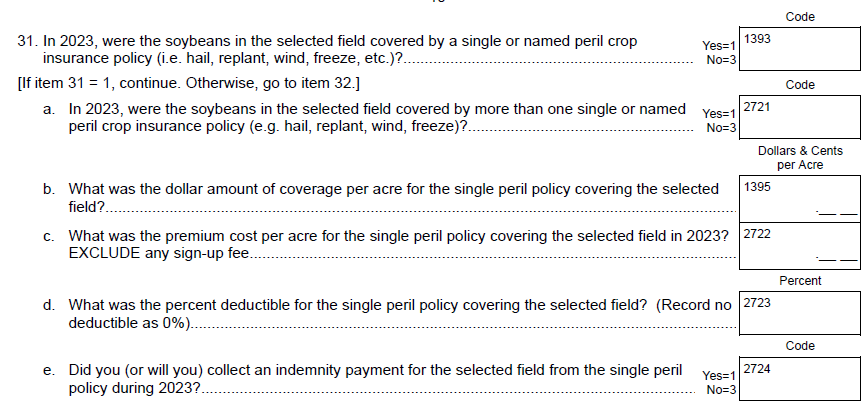 Code
31. In 2023, were the soybeans in the selected field covered by a single or named peril crop Yes=1 1393
insurance policy (i.e. hail, replant, wind, freeze, etc.)?.................................................................... No=3
[If item 31 = 1, continue. Otherwise, go to item 32.] Code
a. In 2023, were the soybeans in the selected field covered by more than one single or named Yes=1 2721
peril crop insurance policy (e.g. hail, replant, wind, freeze)?..................................................... No=3
Dollars & Cents
per Acre
b. What was the dollar amount of coverage per acre for the single peril policy covering the selected 1395
field?.................................................................................................................................................... .__ __
c. What was the premium cost per acre for the single peril policy covering the selected field in 2023? 2722
EXCLUDE any sign-up fee................................................................................................................. .__ __
Percent
d. What was the percent deductible for the single peril policy covering the selected field? (Record no 2723
deductible as 0%)................................................................................................................................
Code
e. Did you (or will you) collect an indemnity payment for the selected field from the single peril Yes=1 2724
policy during 2023?.................................................................................................................... No=3